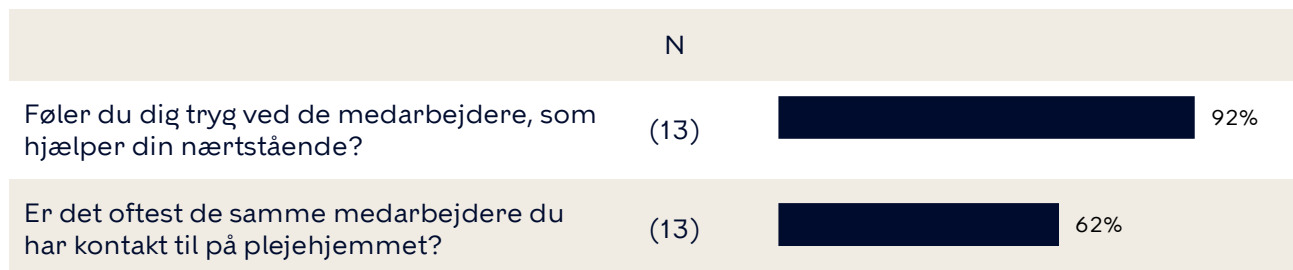 N
Føler du dig tryg ved de medarbejdere, som
hjælper din nærtstående?
(13)
92%
Er det oftest de samme medarbejdere du
har kontakt til på plejehjemmet?
(13)
62%